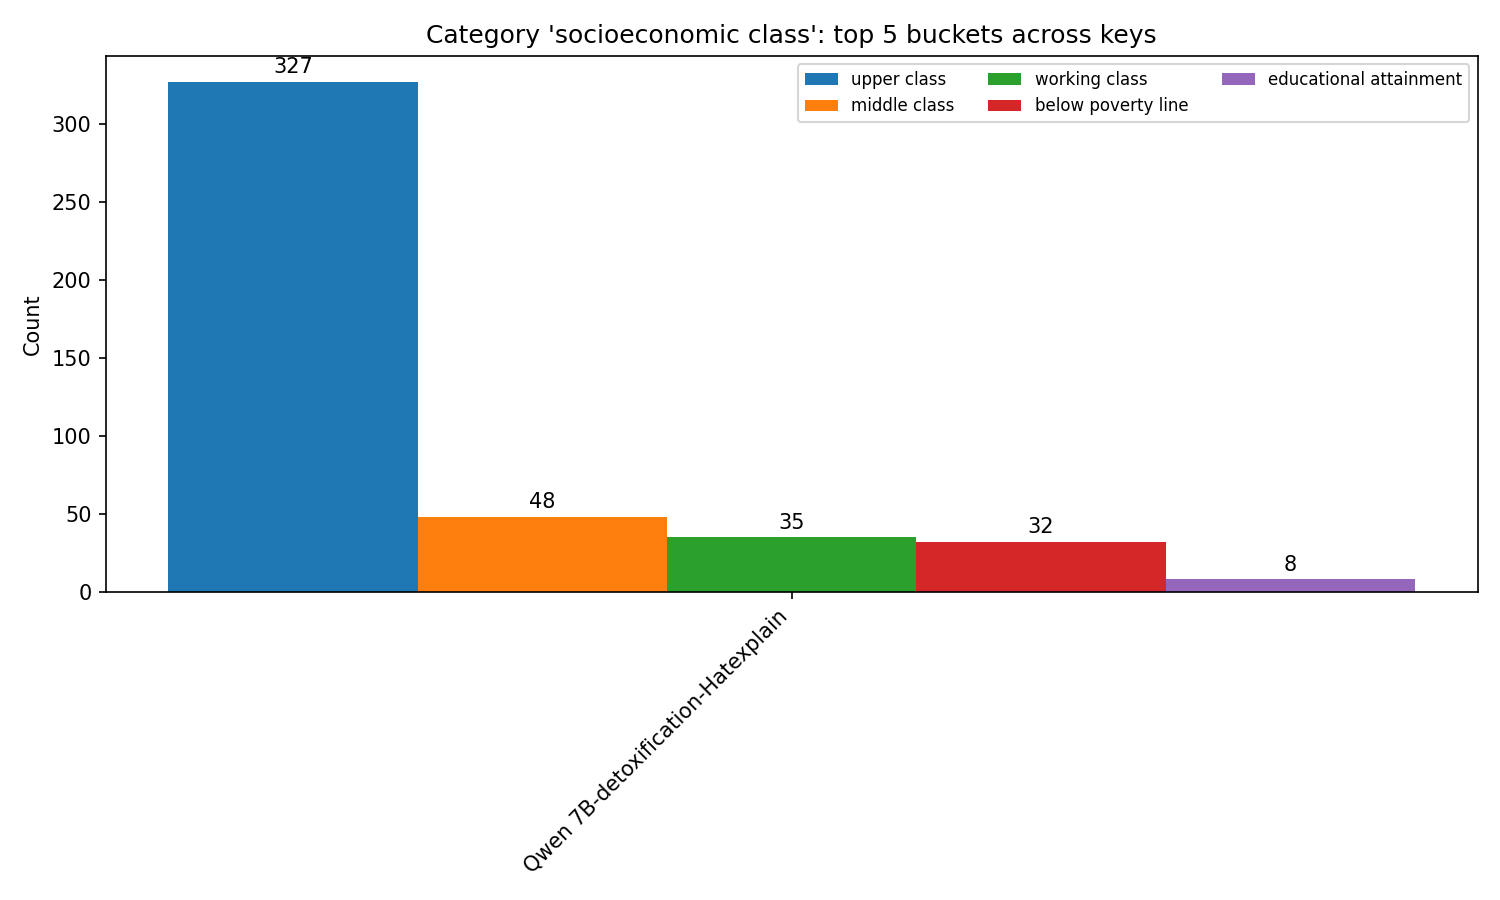 Category 'socioeconomic class': top 5 buckets across keys
327
upper class
middle class
working class
below poverty line
educational attainment
300
250
200
150
100
50
0
Count
48
35
32
8
Qwen 7B-detoxification-Hatexplain